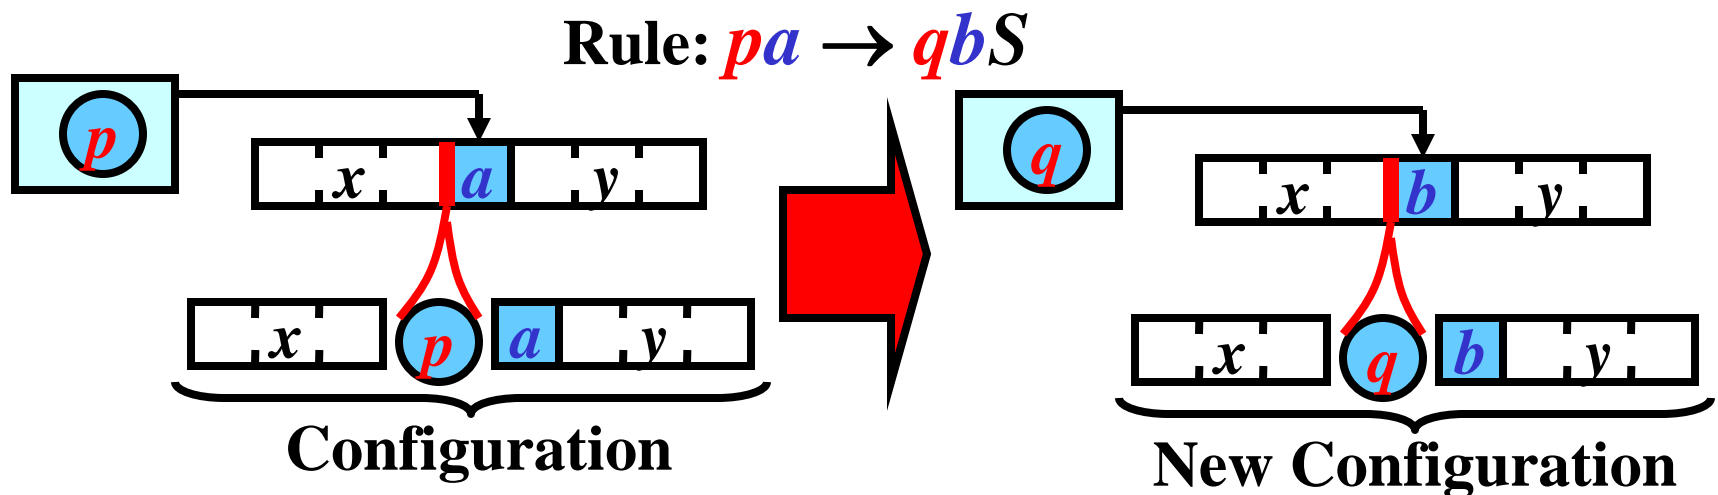 Rule: pa → qbS
p
q
x a y
x b y
x p a y
x q b y
Configuration
New Configuration